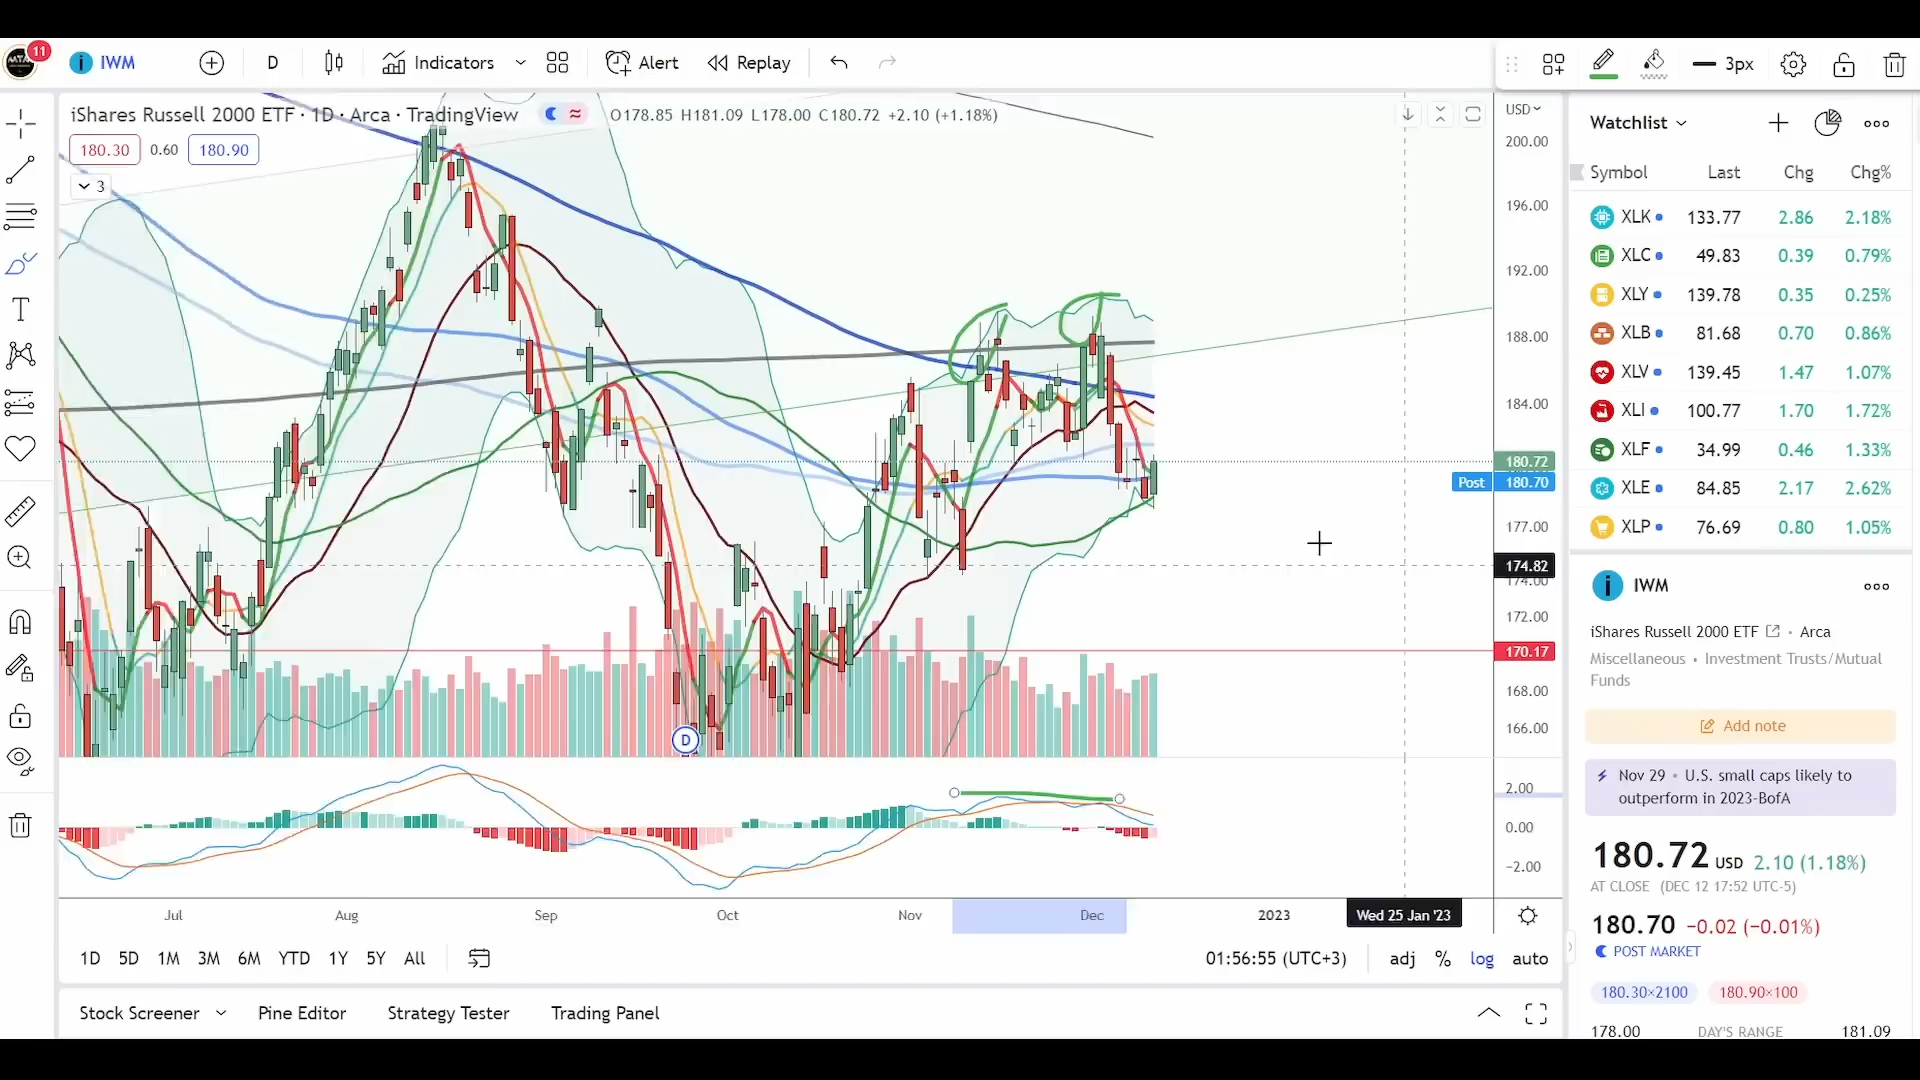 11
IWM
D
Indicators
Alert
Replay
3px
iShares Russell 2000 ETF · 1D · Arca · TradingView
O178.85 H181.09 L178.00 C180.72 +2.10 (+1.18%)
USD
180.30
0.60
180.90
3
200.00
196.00
192.00
188.00
184.00
180.72
Post 180.70
177.00
174.82
174.00
172.00
170.17
168.00
166.00
D
2.00
0.00
−2.00
Jul
Aug
Sep
Oct
Nov
Dec
2023
Wed 25 Jan '23
1D 5D 1M 3M 6M YTD 1Y 5Y All
01:56:55 (UTC+3)
adj % log auto
Stock Screener
Pine Editor
Strategy Tester
Trading Panel
Watchlist
Symbol Last Chg Chg%
XLK 133.77 2.86 2.18%
XLC 49.83 0.39 0.79%
XLY 139.78 0.35 0.25%
XLB 81.68 0.70 0.86%
XLV 139.45 1.47 1.07%
XLI 100.77 1.70 1.72%
XLF 34.99 0.46 1.33%
XLE 84.85 2.17 2.62%
XLP 76.69 0.80 1.05%
IWM
iShares Russell 2000 ETF • Arca
Miscellaneous • Investment Trusts/Mutual
Funds
Add note
Nov 29 • U.S. small caps likely to
outperform in 2023-BofA
180.72 USD 2.10 (1.18%)
AT CLOSE (DEC 12 17:52 UTC-5)
180.70 −0.02 (−0.01%)
POST MARKET
180.30×2100
180.90×100
178.00 DAY'S RANGE 181.09